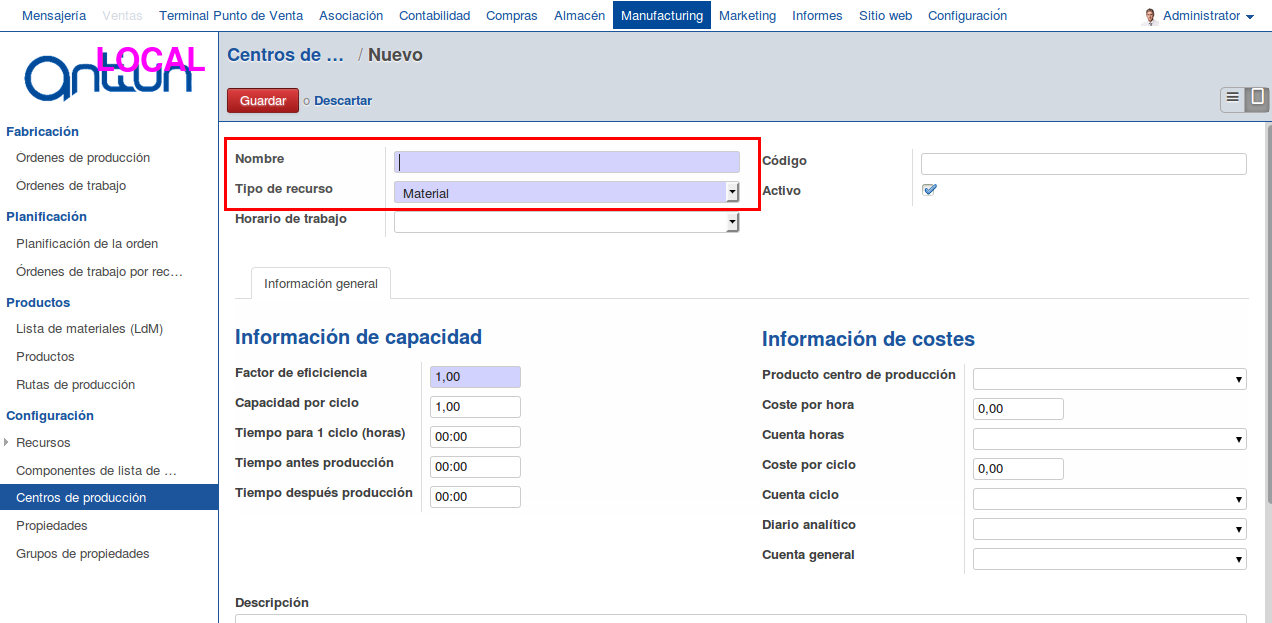 Mensajería Ventas Terminal Punto de Venta Asociación Contabilidad Compras Almacén Manufacturing Marketing Informes Sitio web Configuración Administrator
LOCAL
Centros de ... / Nuevo
Guardar o Descartar
Fabricación
Ordenes de producción
Ordenes de trabajo
Planificación
Planificación de la orden
Órdenes de trabajo por rec...
Productos
Lista de materiales (LdM)
Productos
Rutas de producción
Configuración
Recursos
Componentes de lista de ...
Centros de producción
Propiedades
Grupos de propiedades
Nombre
Tipo de recurso Material
Horario de trabajo
Código
Activo
Información general
Información de capacidad
Factor de eficiciencia 1,00
Capacidad por ciclo 1,00
Tiempo para 1 ciclo (horas) 00:00
Tiempo antes producción 00:00
Tiempo después producción 00:00
Información de costes
Producto centro de producción
Coste por hora 0,00
Cuenta horas
Coste por ciclo 0,00
Cuenta ciclo
Diario analítico
Cuenta general
Descripción